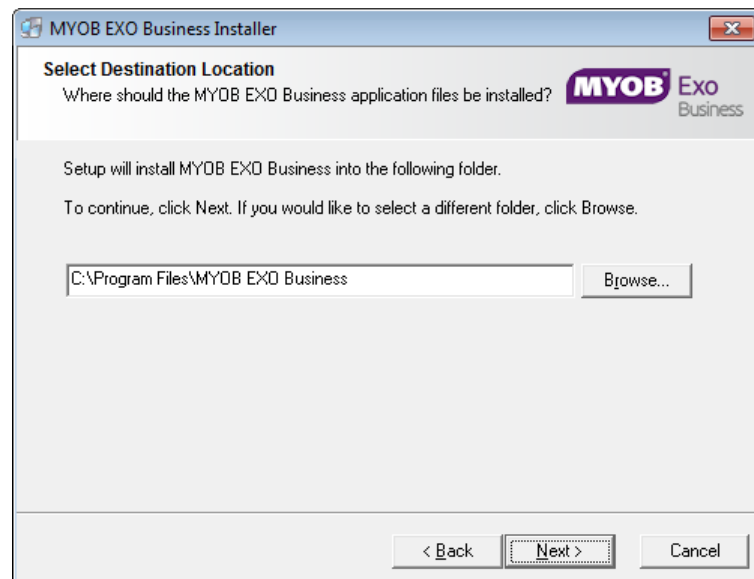 MYOB EXO Business Installer
Select Destination Location
Where should the MYOB EXO Business application files be installed?
MYOB Exo
Business
Setup will install MYOB EXO Business into the following folder.
To continue, click Next. If you would like to select a different folder, click Browse.
C:\Program Files\MYOB EXO Business
Browse...
< Back
Next >
Cancel